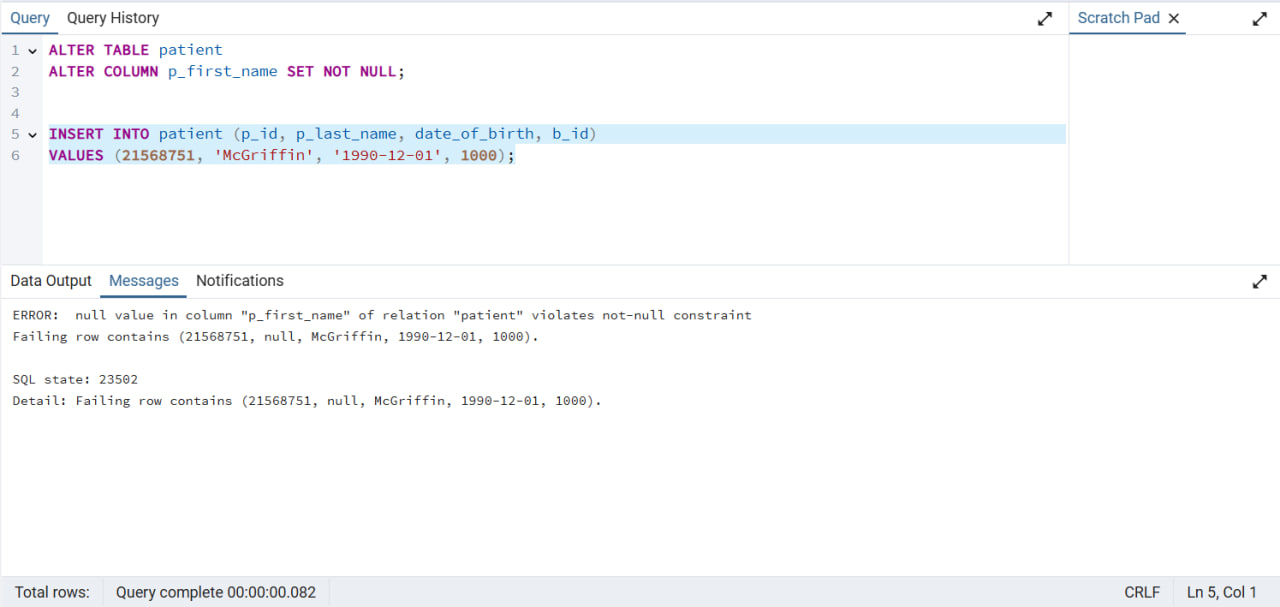 Query Query History Scratch Pad ✕
1 ALTER TABLE patient
2 ALTER COLUMN p_first_name SET NOT NULL;
3
4
5 INSERT INTO patient (p_id, p_last_name, date_of_birth, b_id)
6 VALUES (21568751, 'McGriffin', '1990-12-01', 1000);
Data Output Messages Notifications
ERROR:  null value in column "p_first_name" of relation "patient" violates not-null constraint
Failing row contains (21568751, null, McGriffin, 1990-12-01, 1000).
SQL state: 23502
Detail: Failing row contains (21568751, null, McGriffin, 1990-12-01, 1000).
Total rows: Query complete 00:00:00.082 CRLF Ln 5, Col 1